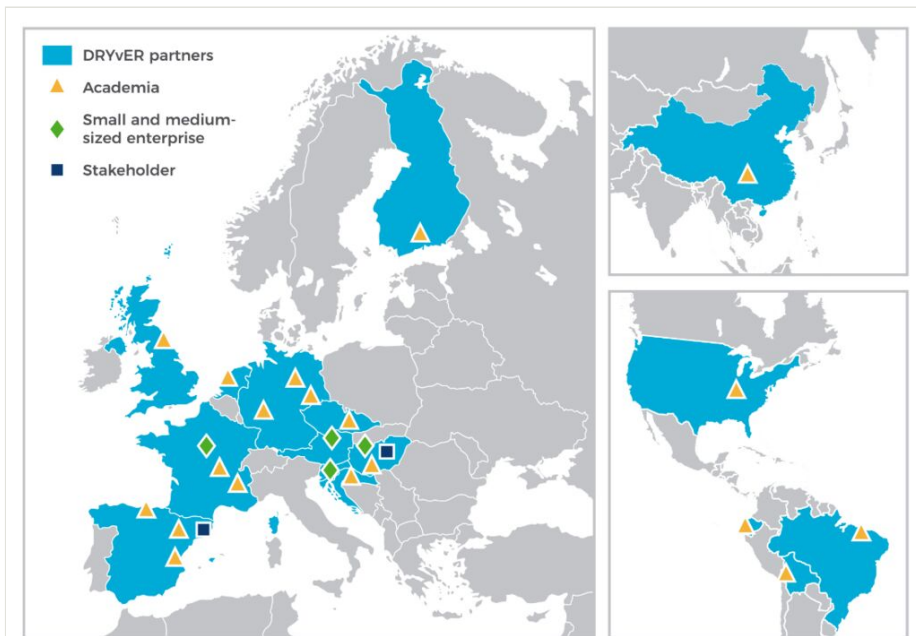 DRYvER partners
Academia
Small and medium-
sized enterprise
Stakeholder